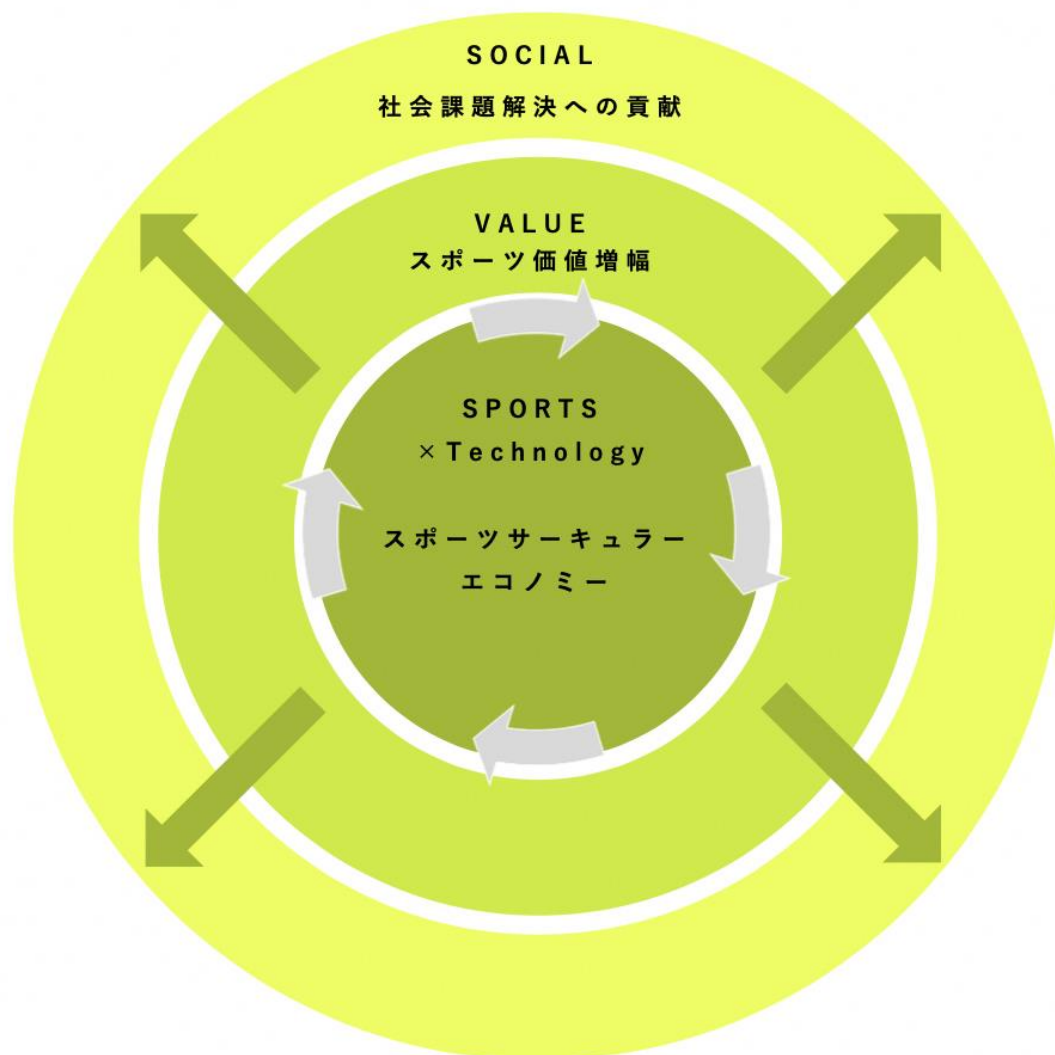 SOCIAL
社会課題解決への貢献
VALUE
スポーツ価値増幅
SPORTS
×Technology
スポーツサーキュラー
エコノミー